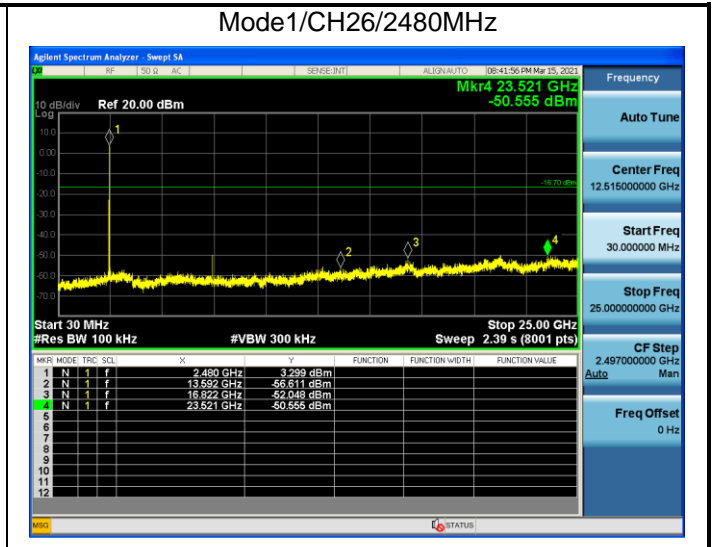 Mode1/CH26/2480MHz
Agilent Spectrum Analyzer - Swept SA
RF 50 Ω AC SENSE:INT ALIGN AUTO 08:41:56 PM Mar 15, 2021
Mkr4 23.521 GHz
-50.555 dBm
10 dB/div Ref 20.00 dBm
Log
10.0
0.00
-10.0
-20.0
-30.0
-40.0
-50.0
-60.0
-70.0
1
2
3
4
-16.70 dBm
Start 30 MHz Stop 25.00 GHz
#Res BW 100 kHz #VBW 300 kHz Sweep 2.39 s (8001 pts)
MKR MODE TRC SCL X Y FUNCTION FUNCTION WIDTH FUNCTION VALUE
1 N 1 f 2.480 GHz 3.299 dBm
2 N 1 f 13.592 GHz -56.611 dBm
3 N 1 f 16.822 GHz -52.048 dBm
4 N 1 f 23.521 GHz -50.555 dBm
5
6
7
8
9
10
11
12
MSG STATUS
Frequency
Auto Tune
Center Freq
12.515000000 GHz
Start Freq
30.000000 MHz
Stop Freq
25.000000000 GHz
CF Step
2.497000000 GHz
Auto Man
Freq Offset
0 Hz